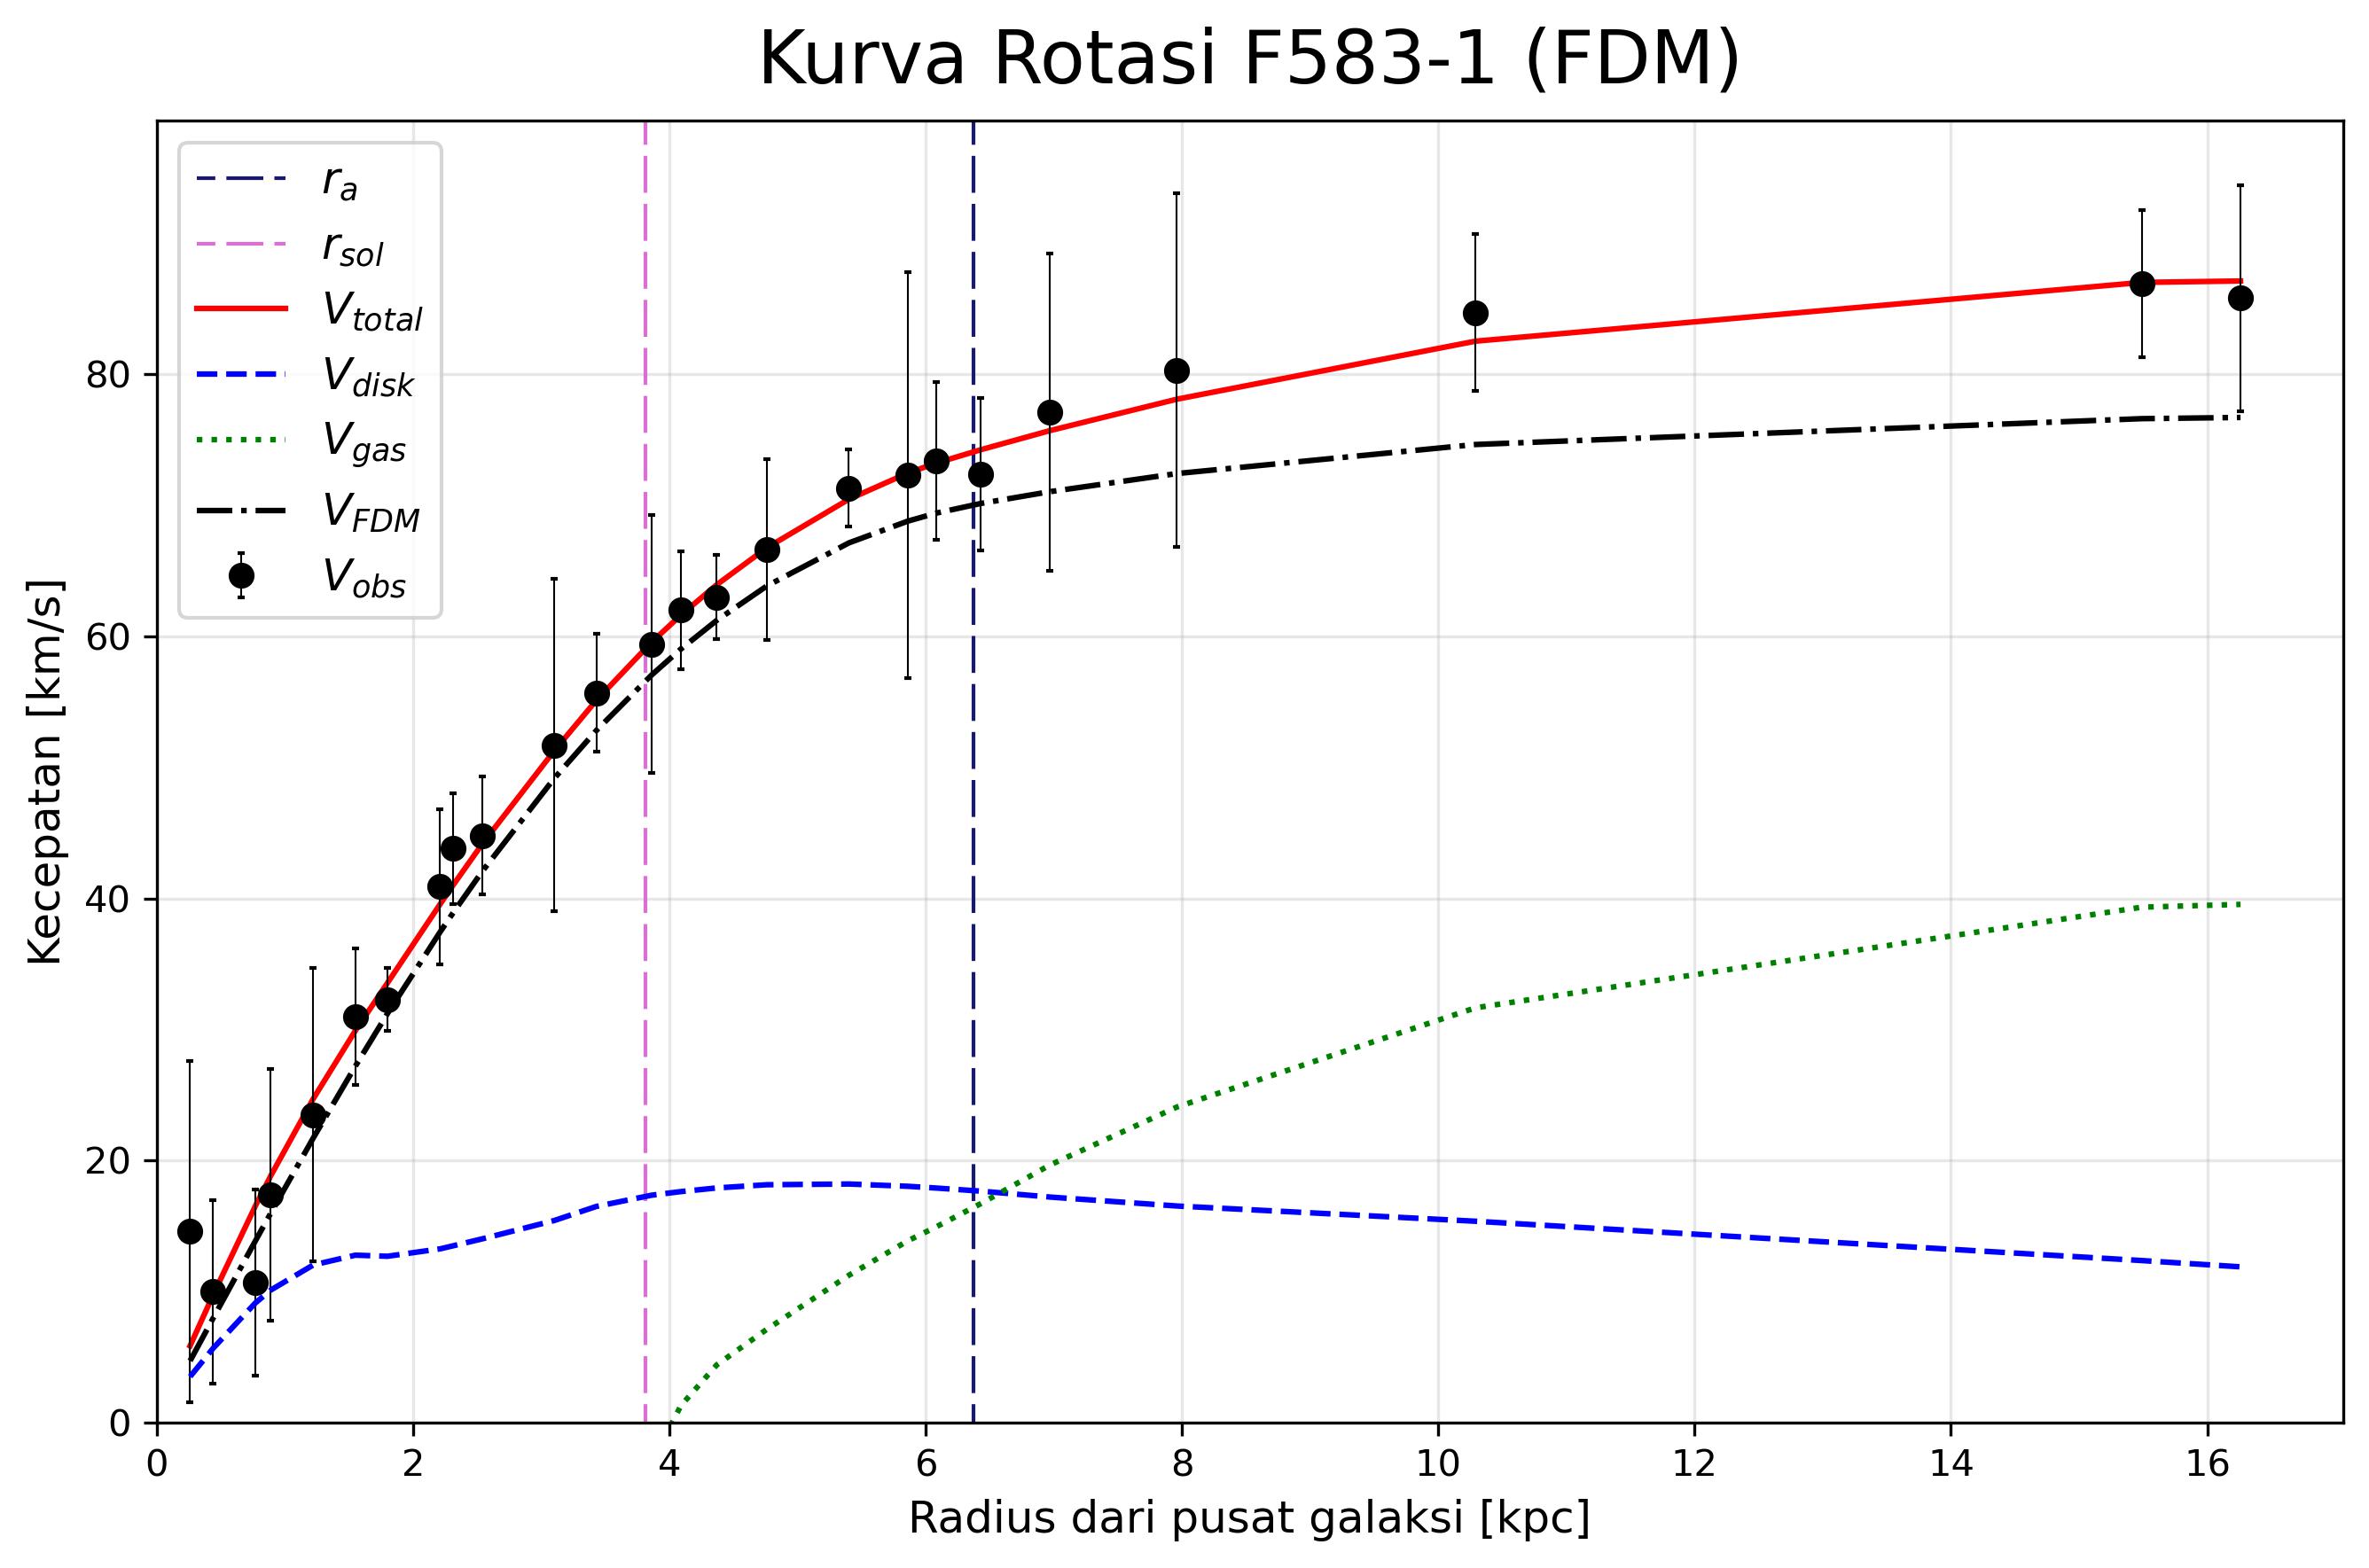 Kurva Rotasi F583-1 (FDM)
r_a
r_sol
V_total
V_disk
V_gas
V_FDM
V_obs
Kecepatan [km/s]
80
60
40
20
0
0 2 4 6 8 10 12 14 16
Radius dari pusat galaksi [kpc]